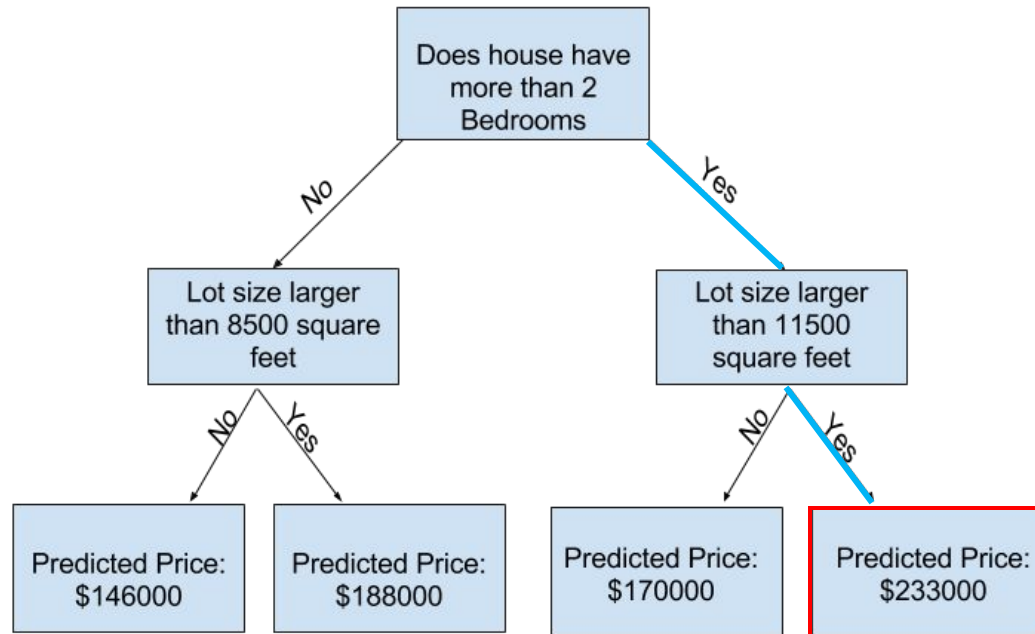 Does house have
more than 2
Bedrooms
No
Yes
Lot size larger
than 8500 square
feet
Lot size larger
than 11500
square feet
No
Yes
No
Yes
Predicted Price:
$146000
Predicted Price:
$188000
Predicted Price:
$170000
Predicted Price:
$233000